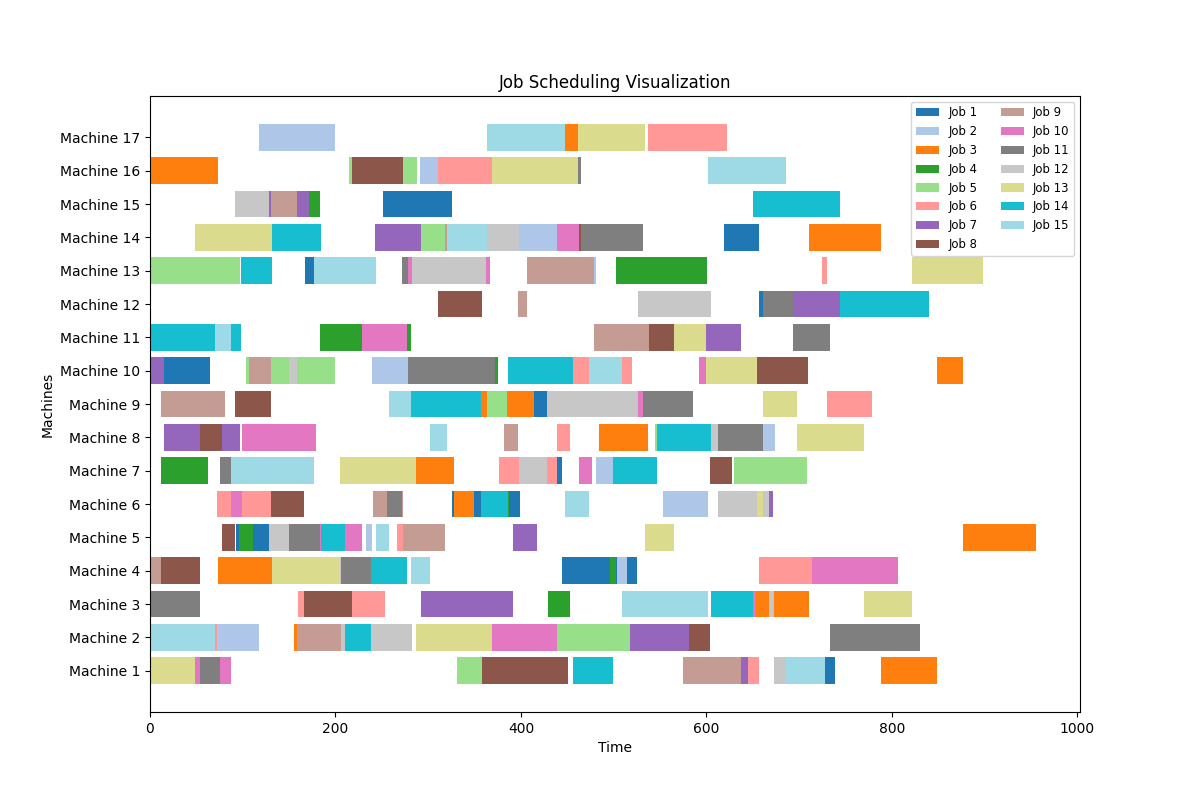 Job Scheduling Visualization
Machines
Machine 17
Machine 16
Machine 15
Machine 14
Machine 13
Machine 12
Machine 11
Machine 10
Machine 9
Machine 8
Machine 7
Machine 6
Machine 5
Machine 4
Machine 3
Machine 2
Machine 1
0 200 400 600 800 1000
Time
Job 1
Job 2
Job 3
Job 4
Job 5
Job 6
Job 7
Job 8
Job 9
Job 10
Job 11
Job 12
Job 13
Job 14
Job 15